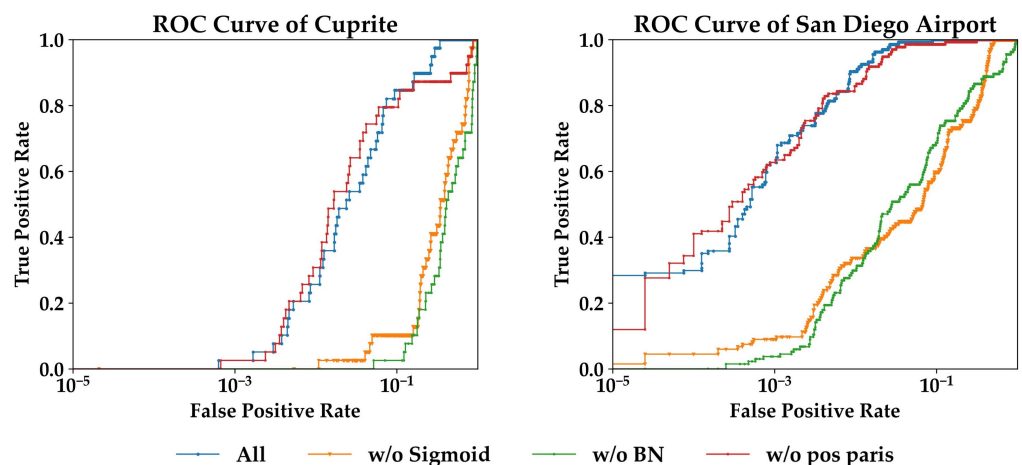 ROC Curve of Cuprite
ROC Curve of San Diego Airport
True Positive Rate
1.0
0.8
0.6
0.4
0.2
0.0
10⁻⁵
10⁻³
10⁻¹
False Positive Rate
True Positive Rate
1.0
0.8
0.6
0.4
0.2
0.0
10⁻⁵
10⁻³
10⁻¹
False Positive Rate
All
w/o Sigmoid
w/o BN
w/o pos paris